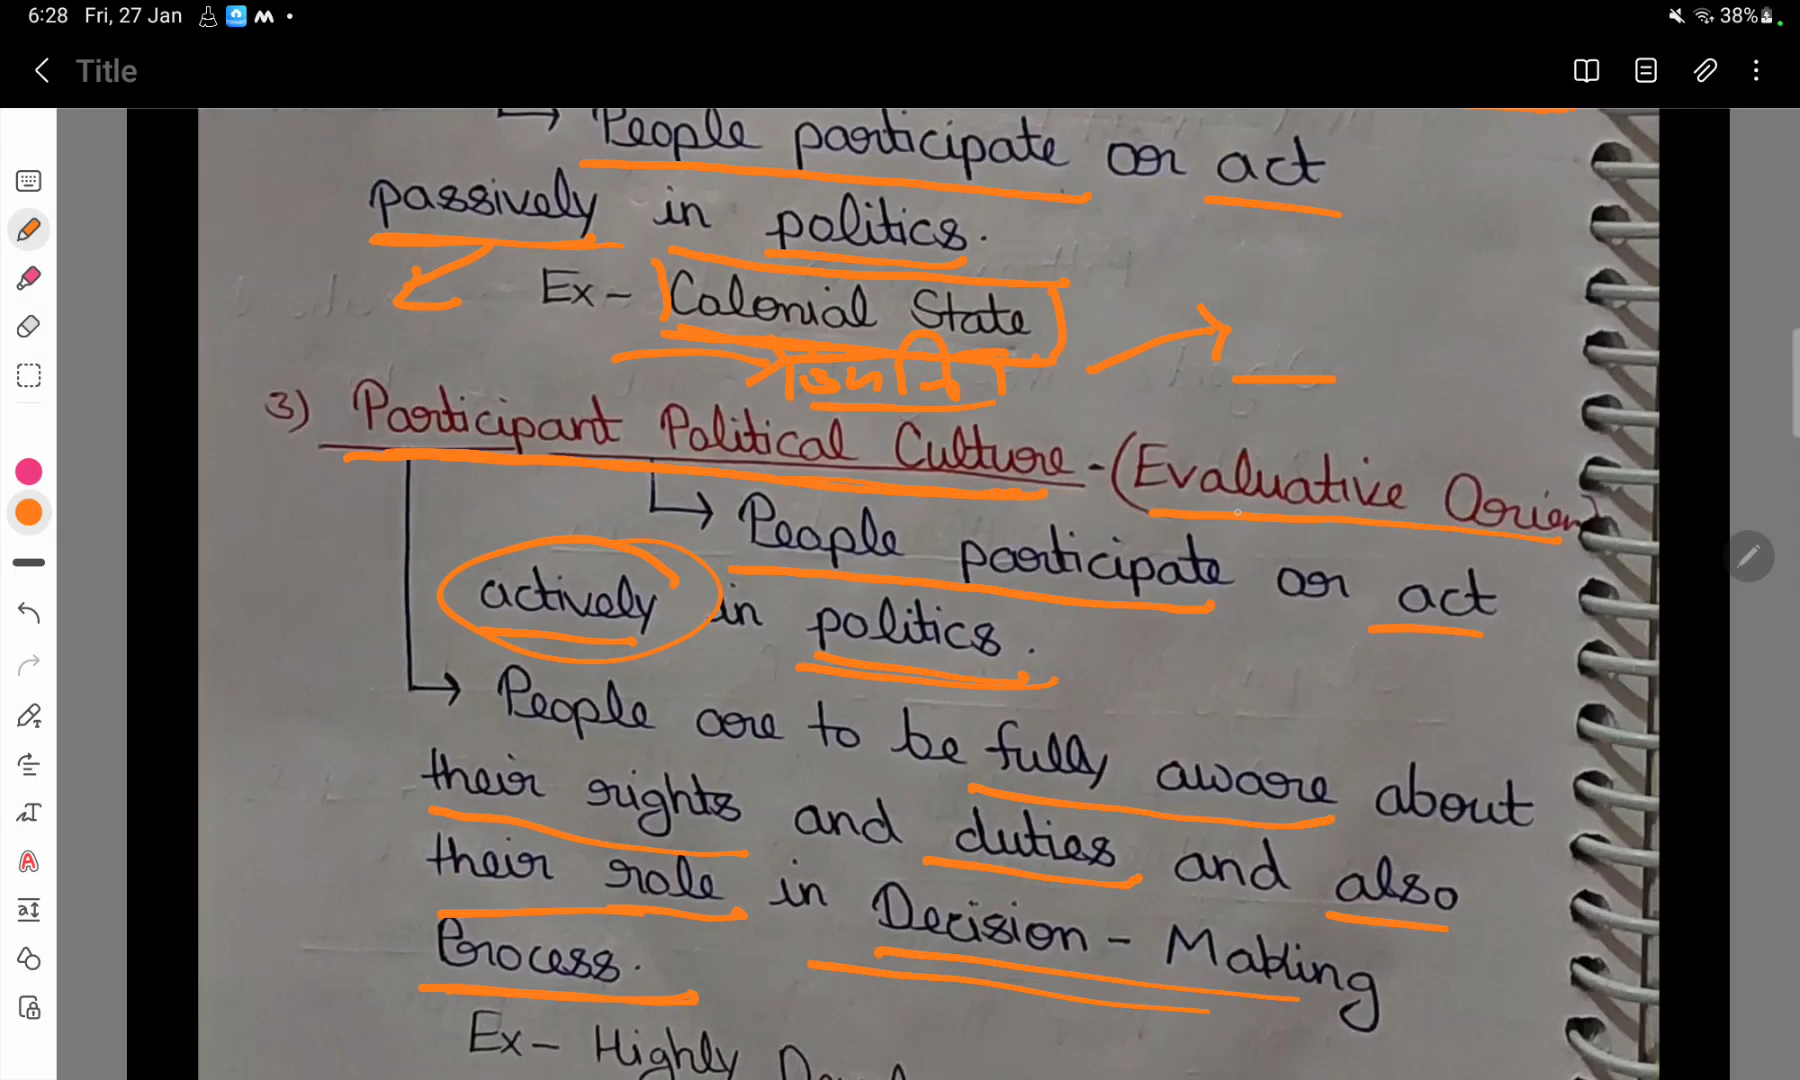 6:28 Fri, 27 Jan
38%
Title
People participate or act
passively in politics.
Ex- Colonial State
3) Participant Political Culture - (Evaluative Orien
People participate or act
actively in politics.
People are to be fully aware about
their rights and duties and also
their role in Decision - Making
Process.
Ex- Highly